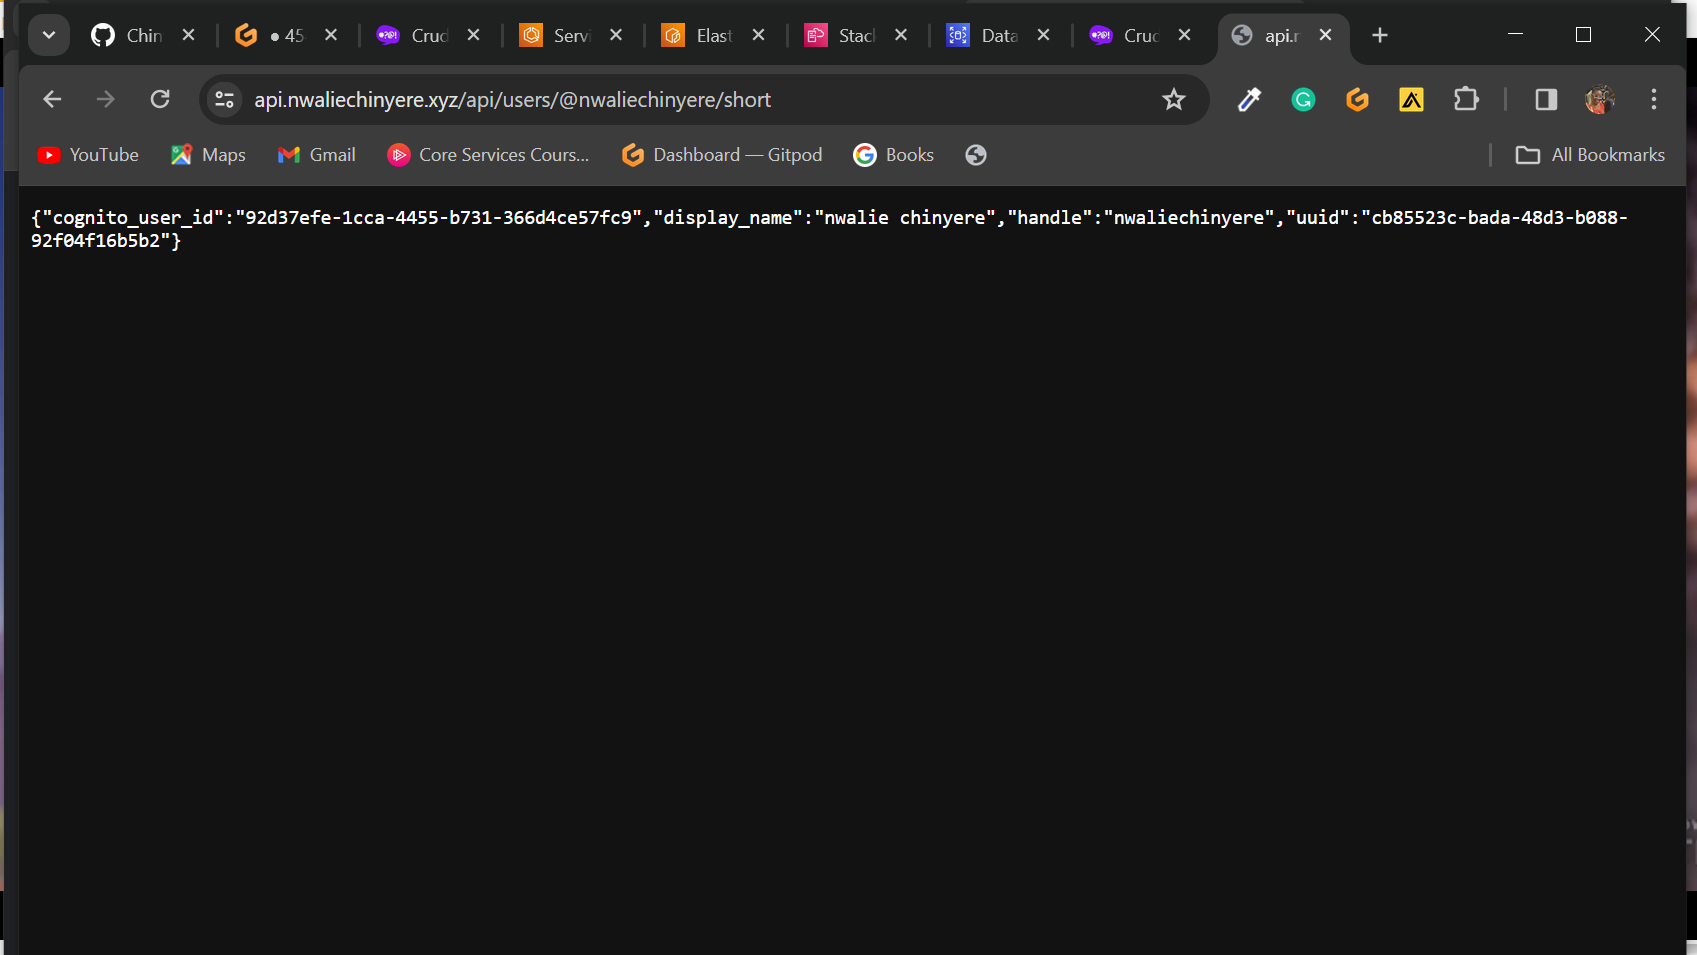 Chin
45
Crud
Servi
Elast
Stack
Data
Cruc
api.r
api.nwaliechinyere.xyz/api/users/@nwaliechinyere/short
YouTube
Maps
Gmail
Core Services Cours...
Dashboard — Gitpod
Books
All Bookmarks
{"cognito_user_id":"92d37efe-1cca-4455-b731-366d4ce57fc9","display_name":"nwalie chinyere","handle":"nwaliechinyere","uuid":"cb85523c-bada-48d3-b088-
92f04f16b5b2"}